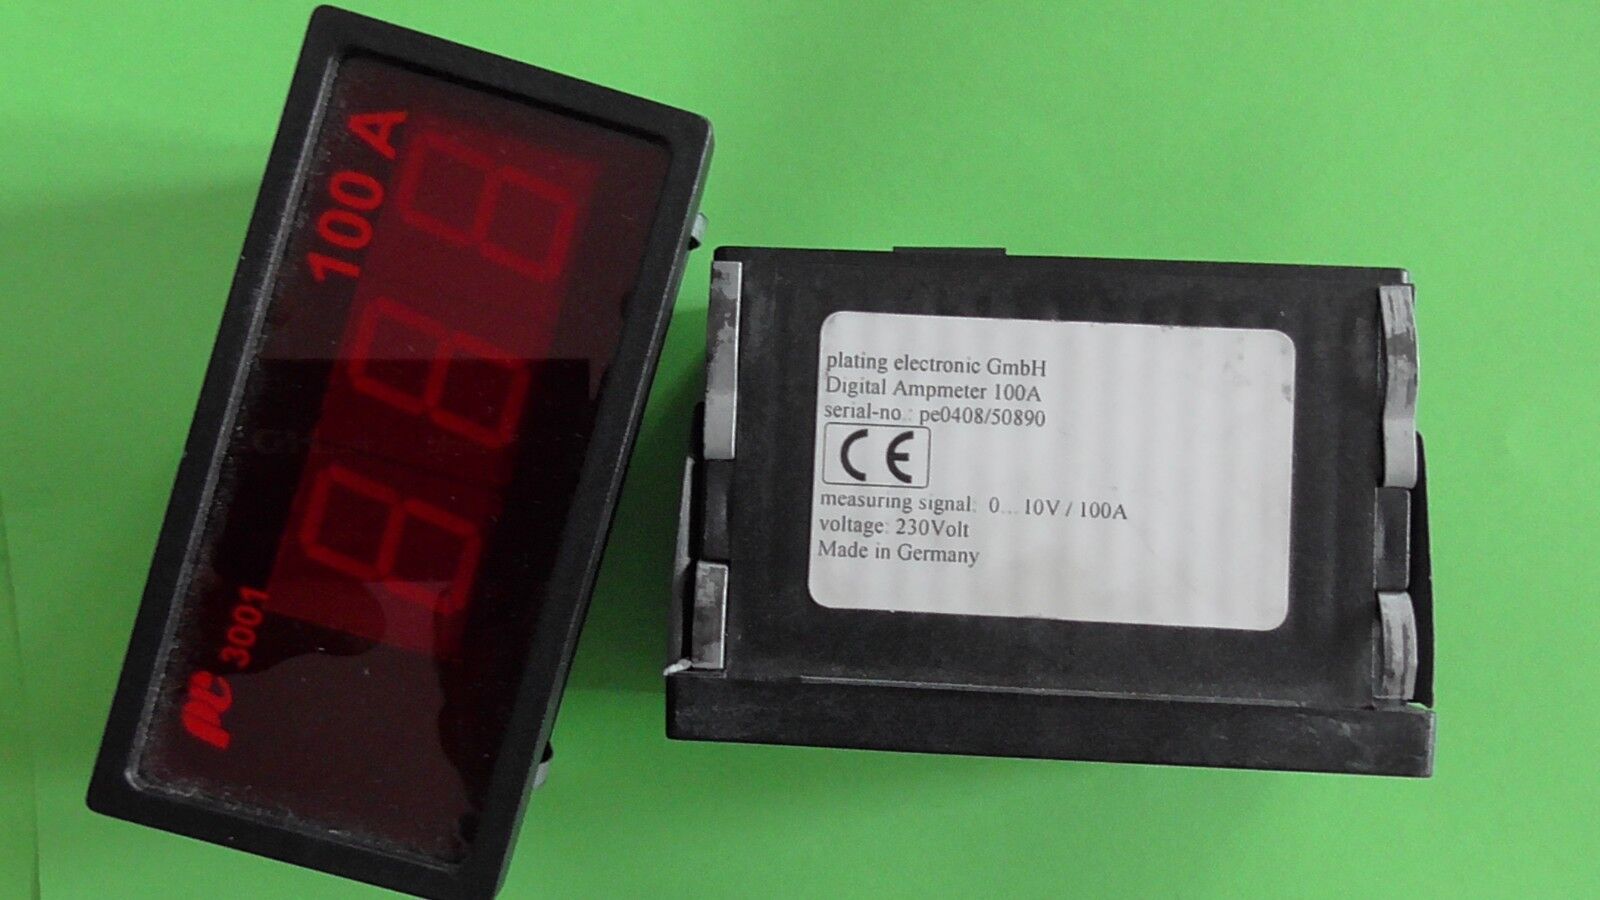 100 A
888
pe 3001
plating electronic GmbH
Digital Ampmeter 100A
serial-no.: pe0408/50890
CE
measuring signal: 0... 10V / 100A
voltage: 230Volt
Made in Germany